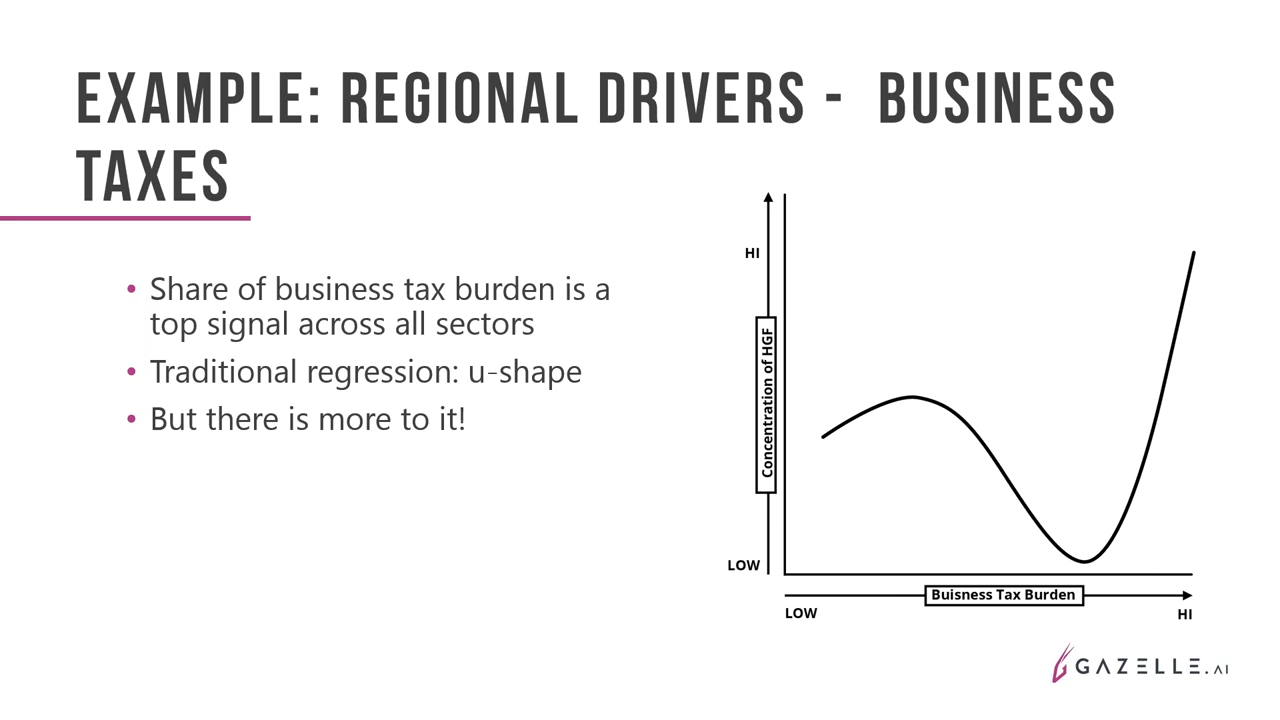 EXAMPLE: REGIONAL DRIVERS - BUSINESS
TAXES
• Share of business tax burden is a
top signal across all sectors
• Traditional regression: u-shape
• But there is more to it!
HI
Concentration of HGF
LOW
Buisness Tax Burden
LOW
HI
GAZELLE.AI